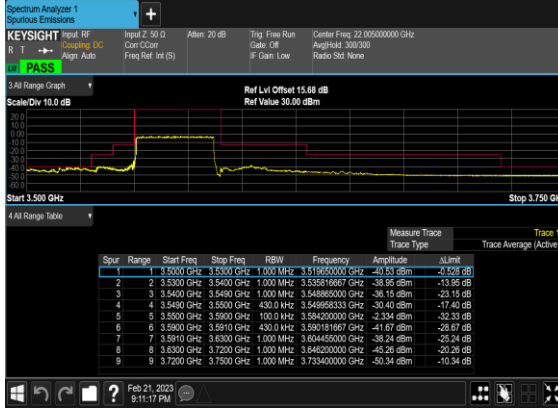 Spectrum Analyzer 1
Spurious Emissions
+
KEYSIGHT Input: RF Input Z: 50 Ω Atten: 20 dB Trig: Free Run Center Freq: 22.005000000 GHz
R T Coupling: DC Corr CCorr Gate: Off Avg|Hold: 300/300
Align: Auto Freq Ref: Int (S) IF Gain: Low Radio Std: None
PASS
3.All Range Graph
Ref Lvl Offset 15.68 dB
Scale/Div 10.0 dB Ref Value 30.00 dBm
20.0
10.0
0.00
-10.0
-20.0
-30.0
-40.0
-50.0
-60.0
Start 3.500 GHz Stop 3.750 GH
4.All Range Table
Measure Trace Trace 1
Trace Type Trace Average (Active
Spur Range Start Freq Stop Freq RBW Frequency Amplitude ΔLimit
1 1 3.5000 GHz 3.5300 GHz 1.000 MHz 3.519650000 GHz -40.53 dBm -0.528 dB
2 2 3.5300 GHz 3.5400 GHz 1.000 MHz 3.535816667 GHz -38.95 dBm -13.95 dB
3 3 3.5400 GHz 3.5490 GHz 1.000 MHz 3.548865000 GHz -36.15 dBm -23.15 dB
4 4 3.5490 GHz 3.5500 GHz 430.0 kHz 3.549958333 GHz -30.40 dBm -17.40 dB
5 5 3.5500 GHz 3.5900 GHz 100.0 kHz 3.584200000 GHz -2.334 dBm -32.33 dB
6 6 3.5900 GHz 3.5910 GHz 430.0 kHz 3.590181667 GHz -41.67 dBm -28.67 dB
7 7 3.5910 GHz 3.6300 GHz 1.000 MHz 3.604455000 GHz -38.24 dBm -25.24 dB
8 8 3.6300 GHz 3.7200 GHz 1.000 MHz 3.646200000 GHz -45.26 dBm -20.26 dB
9 9 3.7200 GHz 3.7500 GHz 1.000 MHz 3.733400000 GHz -50.34 dBm -10.34 dB
? Feb 21, 2023
9:11:17 PM